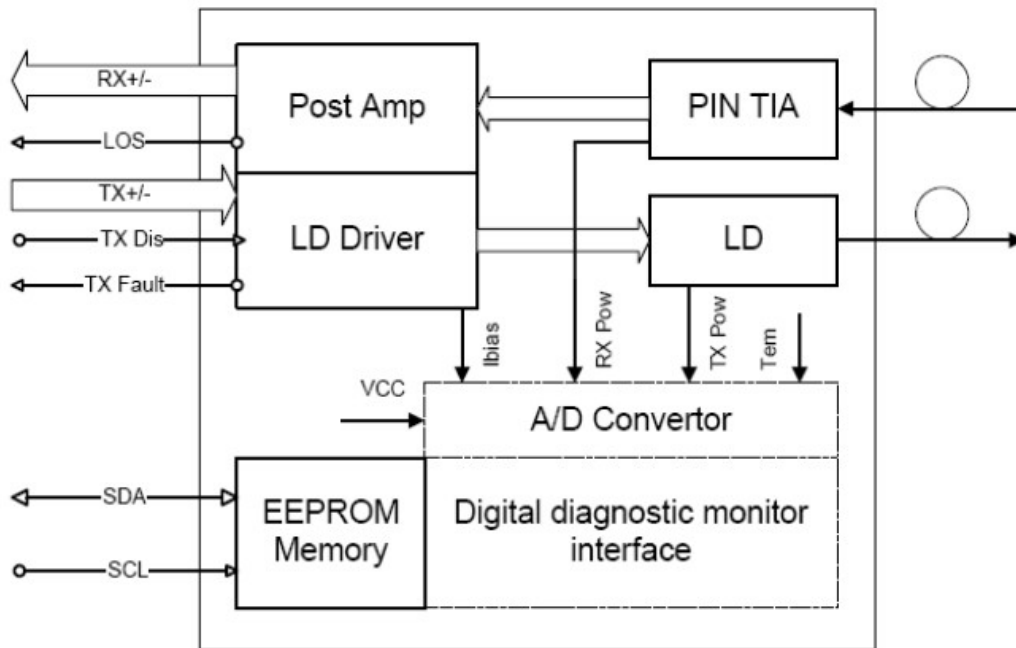 RX+/-
Post Amp
PIN TIA
LOS
TX+/-
LD Driver
LD
TX Dis
TX Fault
Ibias
RX Pow
TX Pow
Tem
VCC
A/D Convertor
SDA
EEPROM
Memory
Digital diagnostic monitor
interface
SCL